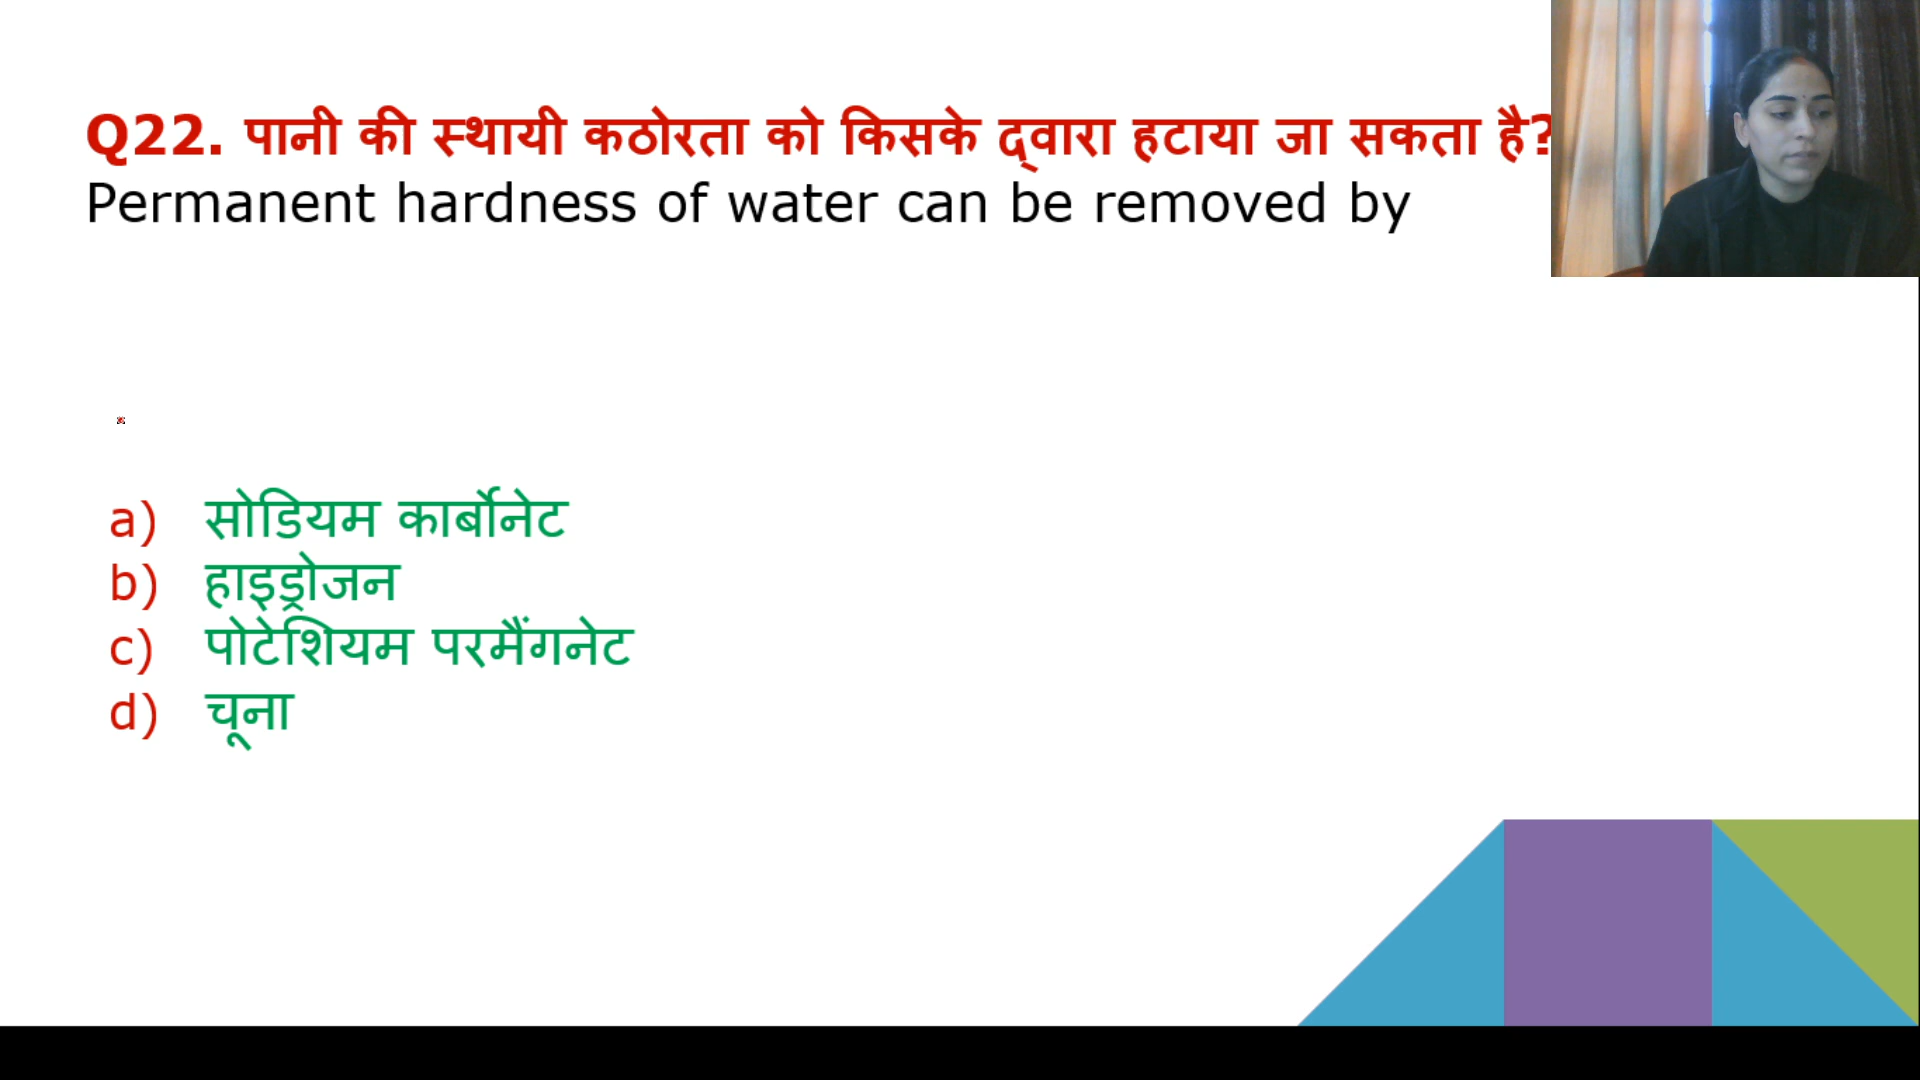 Q22. पानी की स्थायी कठोरता को किसके द्वारा हटाया जा सकता है?
Permanent hardness of water can be removed by
a) सोडियम कार्बोनेट
b) हाइड्रोजन
c) पोटेशियम परमैंगनेट
d) चूना